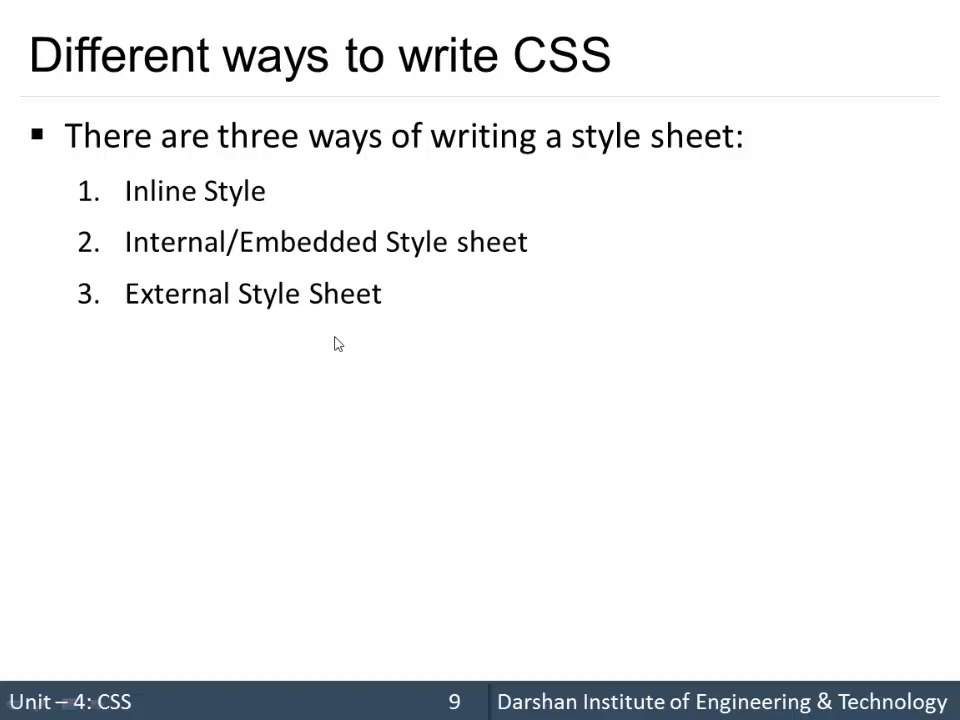 Different ways to write CSS
▪ There are three ways of writing a style sheet:
1. Inline Style
2. Internal/Embedded Style sheet
3. External Style Sheet
Unit – 4: CSS 9 Darshan Institute of Engineering & Technology